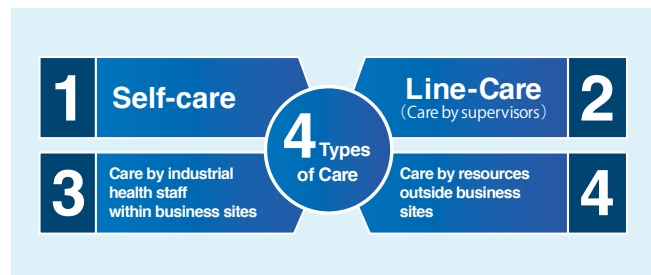 1
Self-care
Line-Care
(Care by supervisors)
2
4 Types
of Care
3
Care by industrial
health staff
within business sites
Care by resources
outside business
sites
4